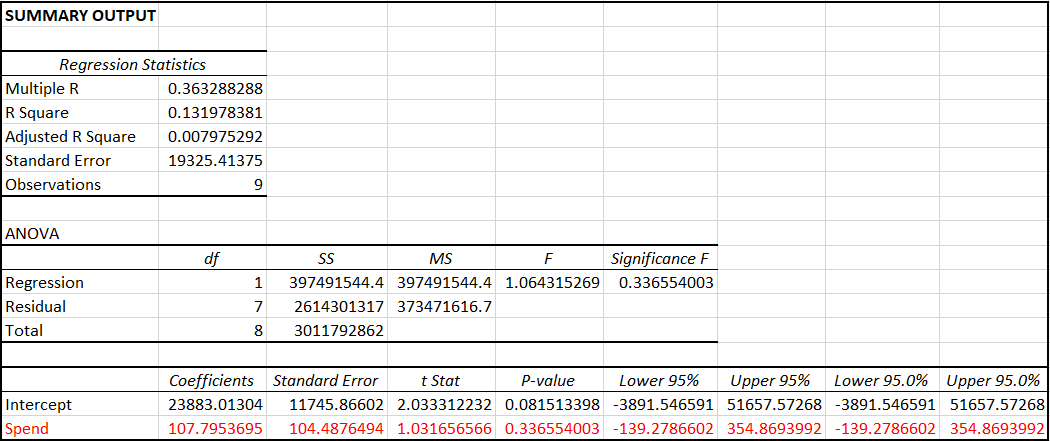 SUMMARY OUTPUT
Regression Statistics
Multiple R 0.363288288
R Square 0.131978381
Adjusted R Square 0.007975292
Standard Error 19325.41375
Observations 9
ANOVA
df SS MS F Significance F
Regression 1 397491544.4 397491544.4 1.064315269 0.336554003
Residual 7 2614301317 373471616.7
Total 8 3011792862
Coefficients Standard Error t Stat P-value Lower 95% Upper 95% Lower 95.0% Upper 95.0%
Intercept 23883.01304 11745.86602 2.033312232 0.081513398 -3891.546591 51657.57268 -3891.546591 51657.57268
Spend 107.7953695 104.4876494 1.031656566 0.336554003 -139.2786602 354.8693992 -139.2786602 354.8693992